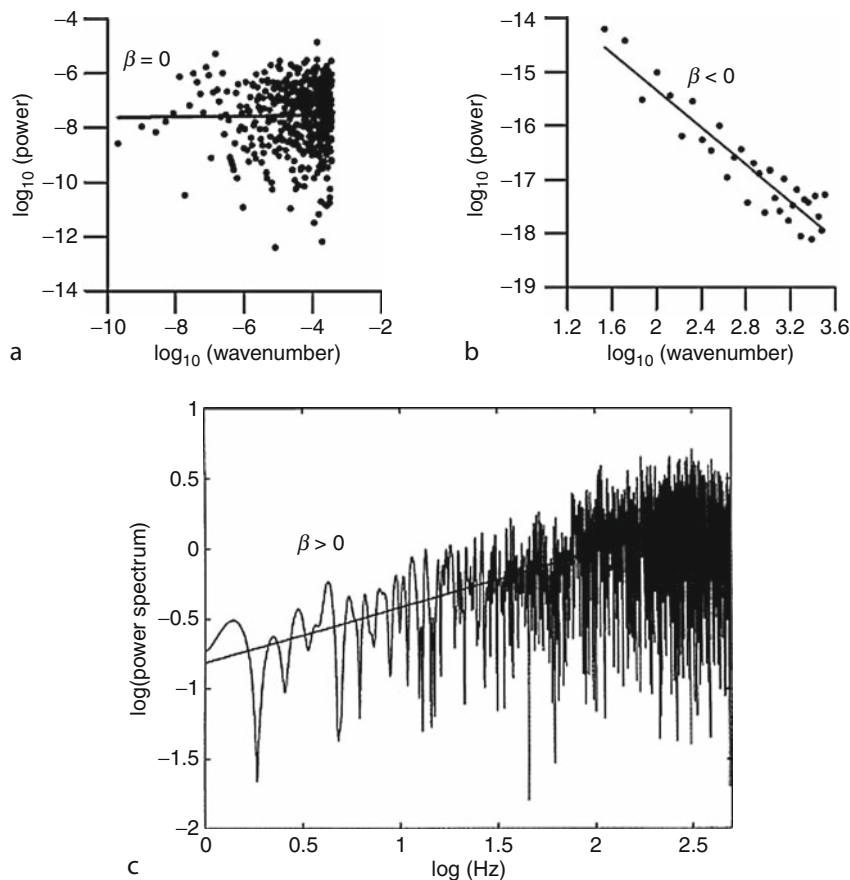 −4
−6
−8
−10
−12
−14
log10 (power)
β = 0
−10 −8 −6 −4 −2
log10 (wavenumber)
a
−14
−15
−16
−17
−18
−19
log10 (power)
β < 0
1.2 1.6 2 2.4 2.8 3.2 3.6
log10 (wavenumber)
b
1
0.5
0
−0.5
−1
−1.5
−2
log(power spectrum)
β > 0
0 0.5 1 1.5 2 2.5
log (Hz)
c